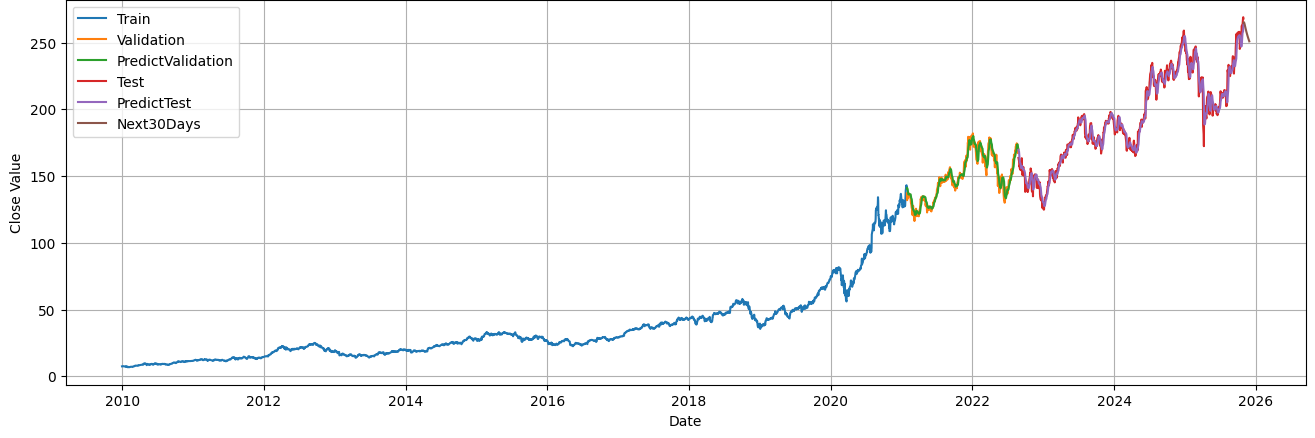 Train
Validation
PredictValidation
Test
PredictTest
Next30Days
Close Value
250
200
150
100
50
0
2010 2012 2014 2016 2018 2020 2022 2024 2026
Date